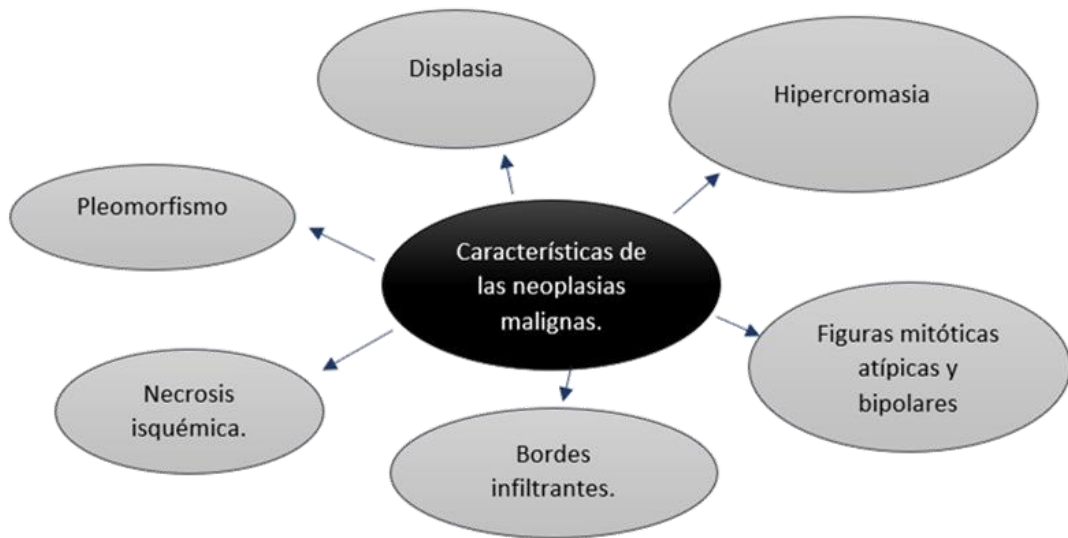 Displasia
Hipercromasia
Pleomorfismo
Características de
las neoplasias
malignas.
Figuras mitóticas
atípicas y
bipolares
Necrosis
isquémica.
Bordes
infiltrantes.